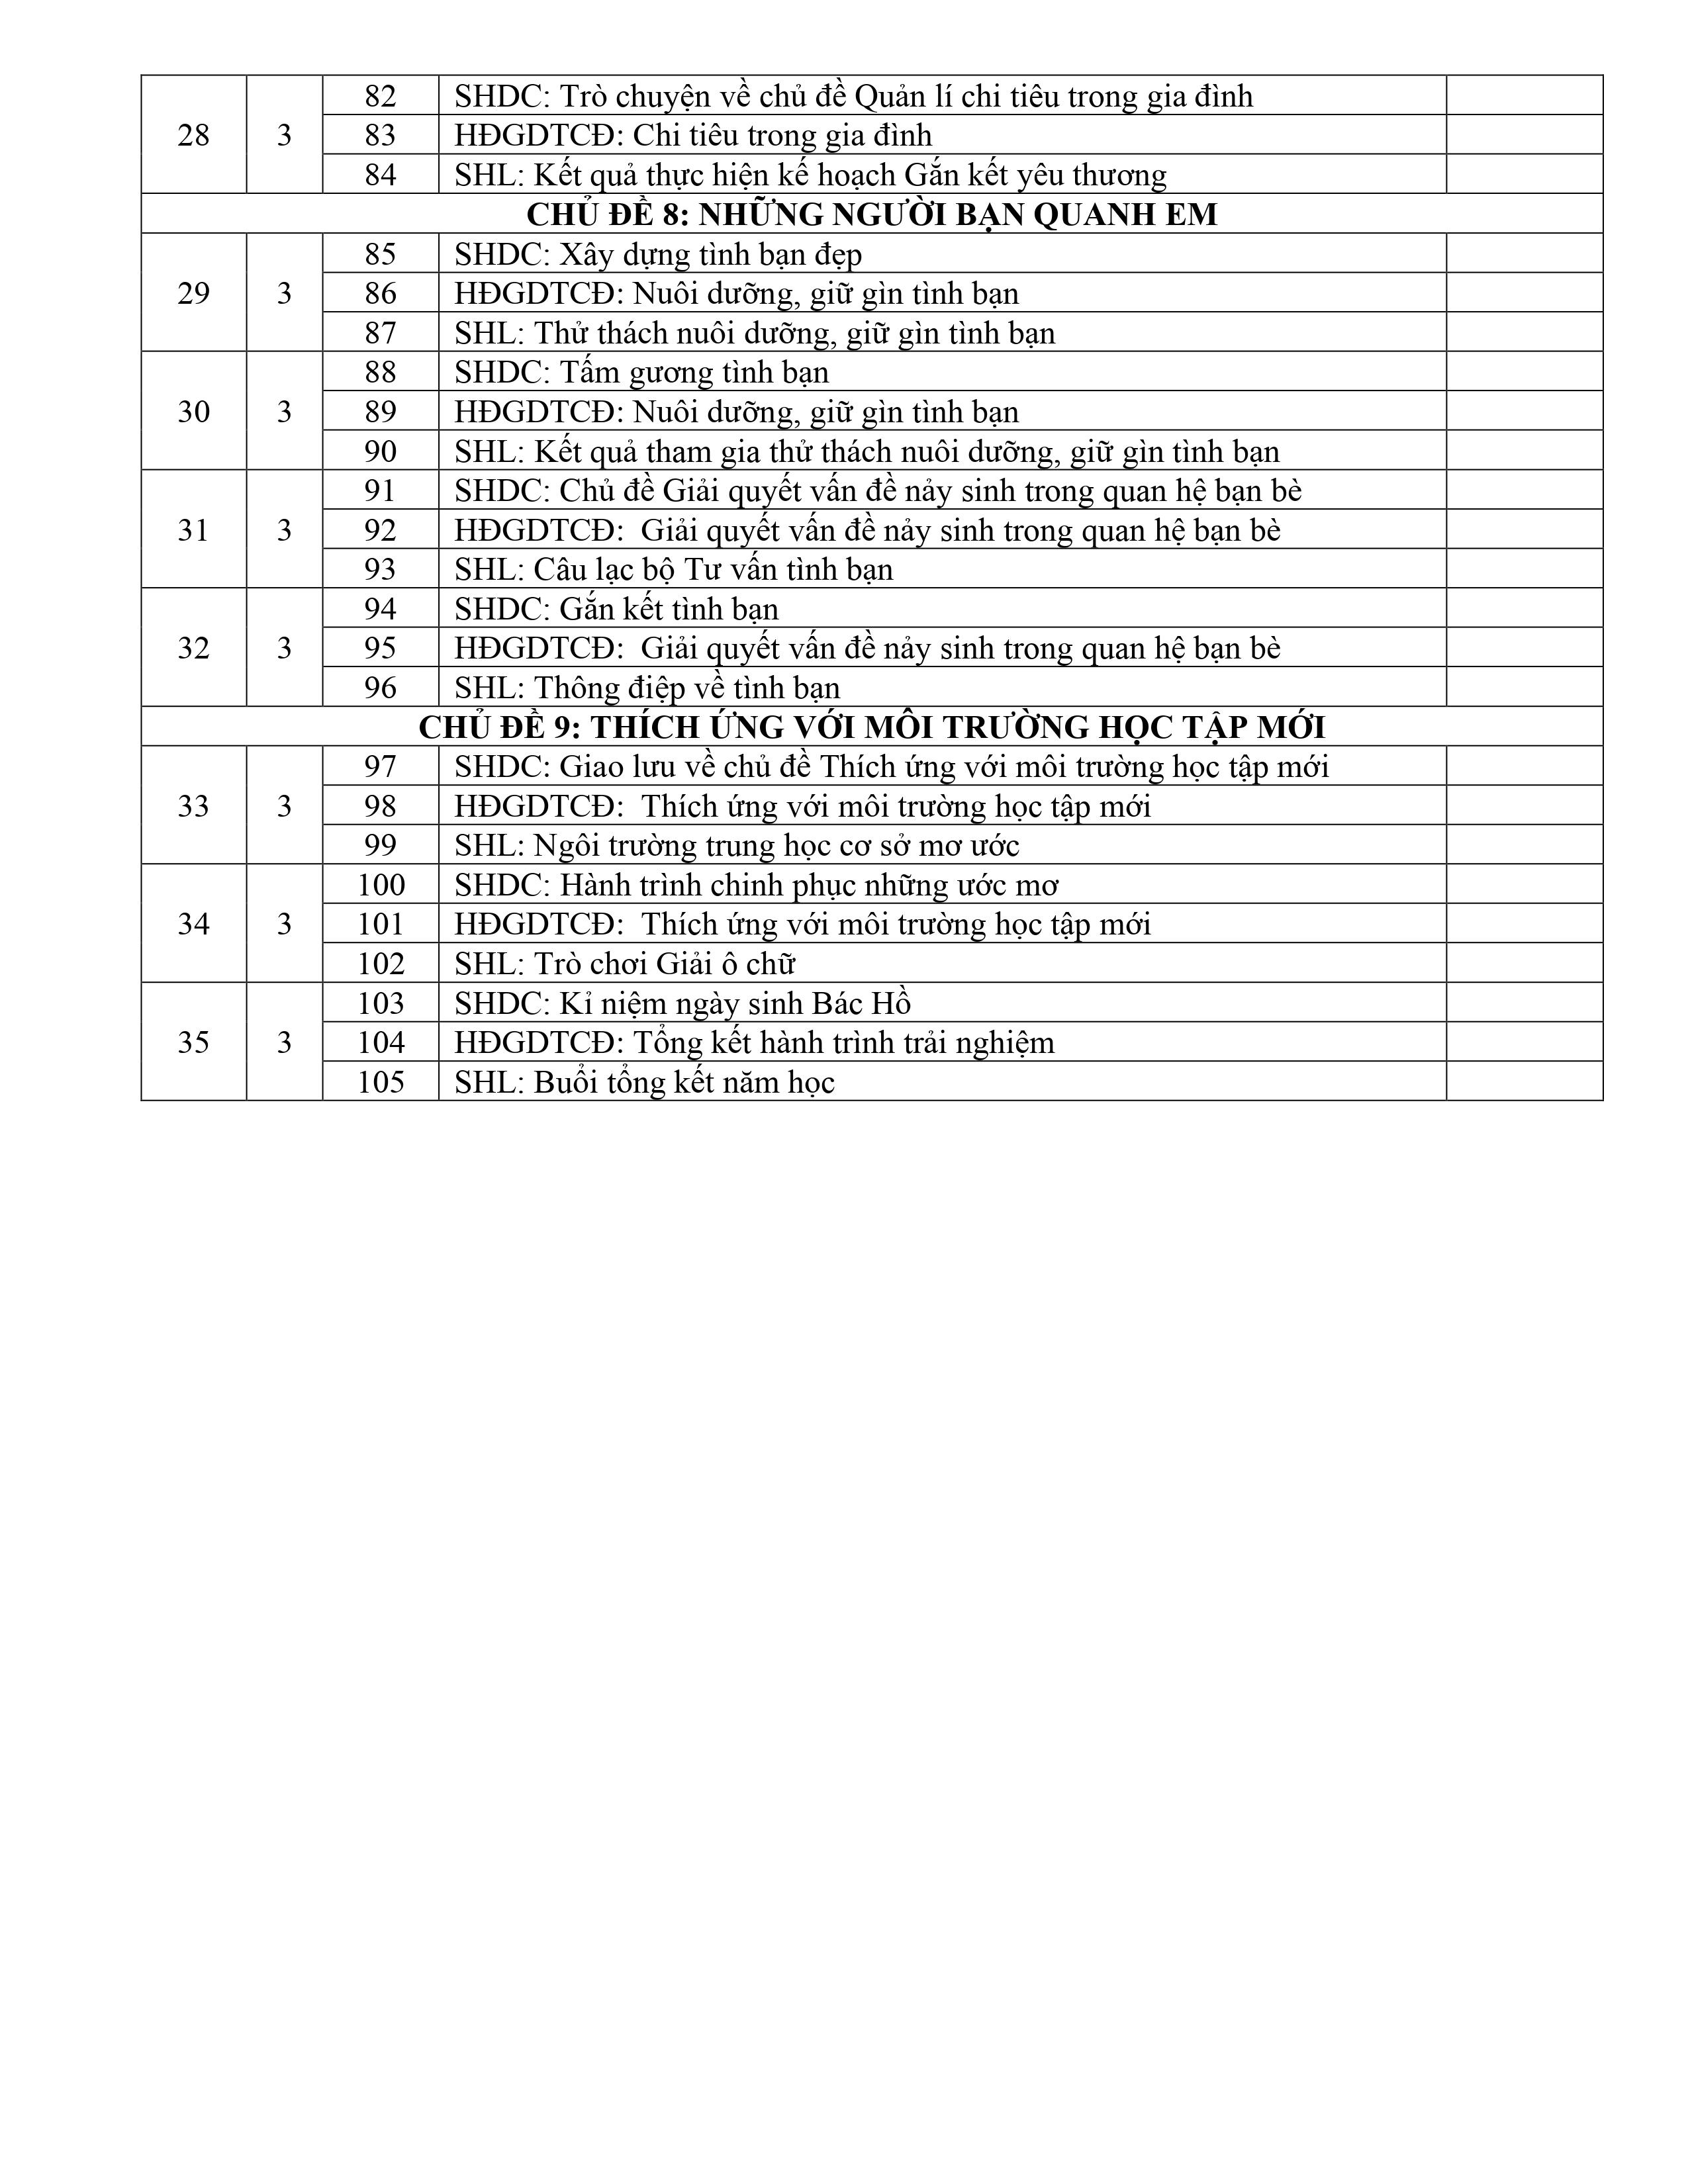 28 3 82 SHDC: Trò chuyện về chủ đề Quản lí chi tiêu trong gia đình
83 HĐGDTCĐ: Chi tiêu trong gia đình
84 SHL: Kết quả thực hiện kế hoạch Gắn kết yêu thương
CHỦ ĐỀ 8: NHỮNG NGƯỜI BẠN QUANH EM
29 3 85 SHDC: Xây dựng tình bạn đẹp
86 HĐGDTCĐ: Nuôi dưỡng, giữ gìn tình bạn
87 SHL: Thử thách nuôi dưỡng, giữ gìn tình bạn
30 3 88 SHDC: Tấm gương tình bạn
89 HĐGDTCĐ: Nuôi dưỡng, giữ gìn tình bạn
90 SHL: Kết quả tham gia thử thách nuôi dưỡng, giữ gìn tình bạn
31 3 91 SHDC: Chủ đề Giải quyết vấn đề nảy sinh trong quan hệ bạn bè
92 HĐGDTCĐ: Giải quyết vấn đề nảy sinh trong quan hệ bạn bè
93 SHL: Câu lạc bộ Tư vấn tình bạn
32 3 94 SHDC: Gắn kết tình bạn
95 HĐGDTCĐ: Giải quyết vấn đề nảy sinh trong quan hệ bạn bè
96 SHL: Thông điệp về tình bạn
CHỦ ĐỀ 9: THÍCH ỨNG VỚI MÔI TRƯỜNG HỌC TẬP MỚI
33 3 97 SHDC: Giao lưu về chủ đề Thích ứng với môi trường học tập mới
98 HĐGDTCĐ: Thích ứng với môi trường học tập mới
99 SHL: Ngôi trường trung học cơ sở mơ ước
34 3 100 SHDC: Hành trình chinh phục những ước mơ
101 HĐGDTCĐ: Thích ứng với môi trường học tập mới
102 SHL: Trò chơi Giải ô chữ
35 3 103 SHDC: Kỉ niệm ngày sinh Bác Hồ
104 HĐGDTCĐ: Tổng kết hành trình trải nghiệm
105 SHL: Buổi tổng kết năm học